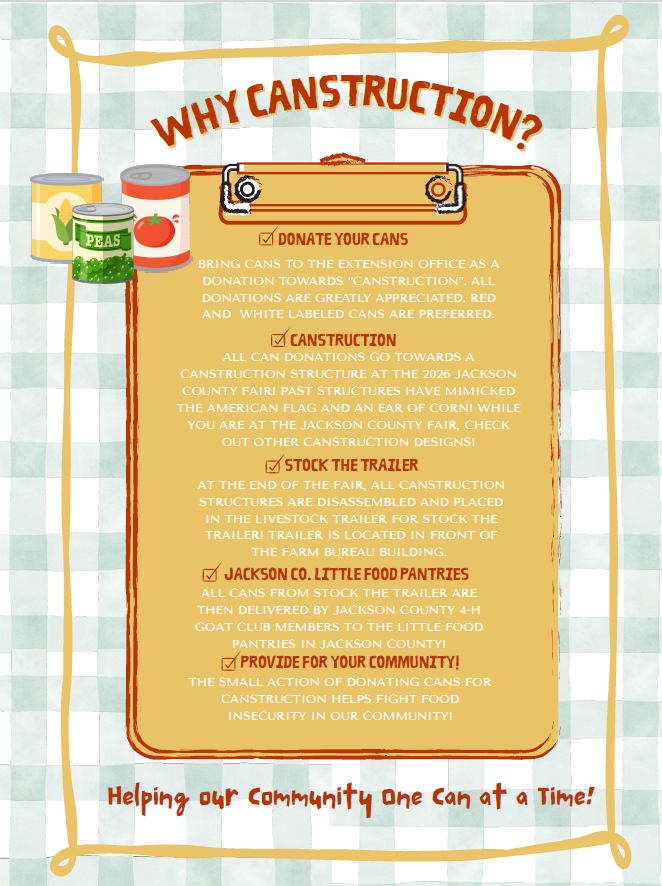 WHY CANSTRUCTION?
PEAS
DONATE YOUR CANS
BRING CANS TO THE EXTENSION OFFICE AS A
DONATION TOWARDS "CANSTRUCTION". ALL
DONATIONS ARE GREATLY APPRECIATED. RED
AND WHITE LABELED CANS ARE PREFERRED.
CANSTRUCTION
ALL CAN DONATIONS GO TOWARDS A
CANSTRUCTION STRUCTURE AT THE 2026 JACKSON
COUNTY FAIR! PAST STRUCTURES HAVE MIMICKED
THE AMERICAN FLAG AND AN EAR OF CORN! WHILE
YOU ARE AT THE JACKSON COUNTY FAIR, CHECK
OUT OTHER CANSTRUCTION DESIGNS!
STOCK THE TRAILER
AT THE END OF THE FAIR, ALL CANSTRUCTION
STRUCTURES ARE DISASSEMBLED AND PLACED
IN THE LIVESTOCK TRAILER FOR STOCK THE
TRAILER! TRAILER IS LOCATED IN FRONT OF
THE FARM BUREAU BUILDING.
JACKSON CO. LITTLE FOOD PANTRIES
ALL CANS FROM STOCK THE TRAILER ARE
THEN DELIVERED BY JACKSON COUNTY 4-H
GOAT CLUB MEMBERS TO THE LITTLE FOOD
PANTRIES IN JACKSON COUNTY!
PROVIDE FOR YOUR COMMUNITY!
THE SMALL ACTION OF DONATING CANS FOR
CANSTRUCTION HELPS FIGHT FOOD
INSECURITY IN OUR COMMUNITY!
Helping our Community One Can at a Time!